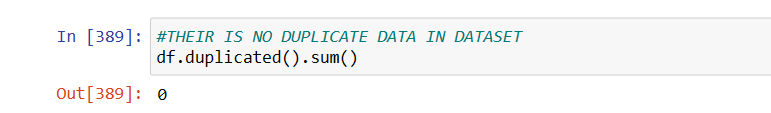 In [389]: #THEIR IS NO DUPLICATE DATA IN DATASET
df.duplicated().sum()
Out[389]: 0